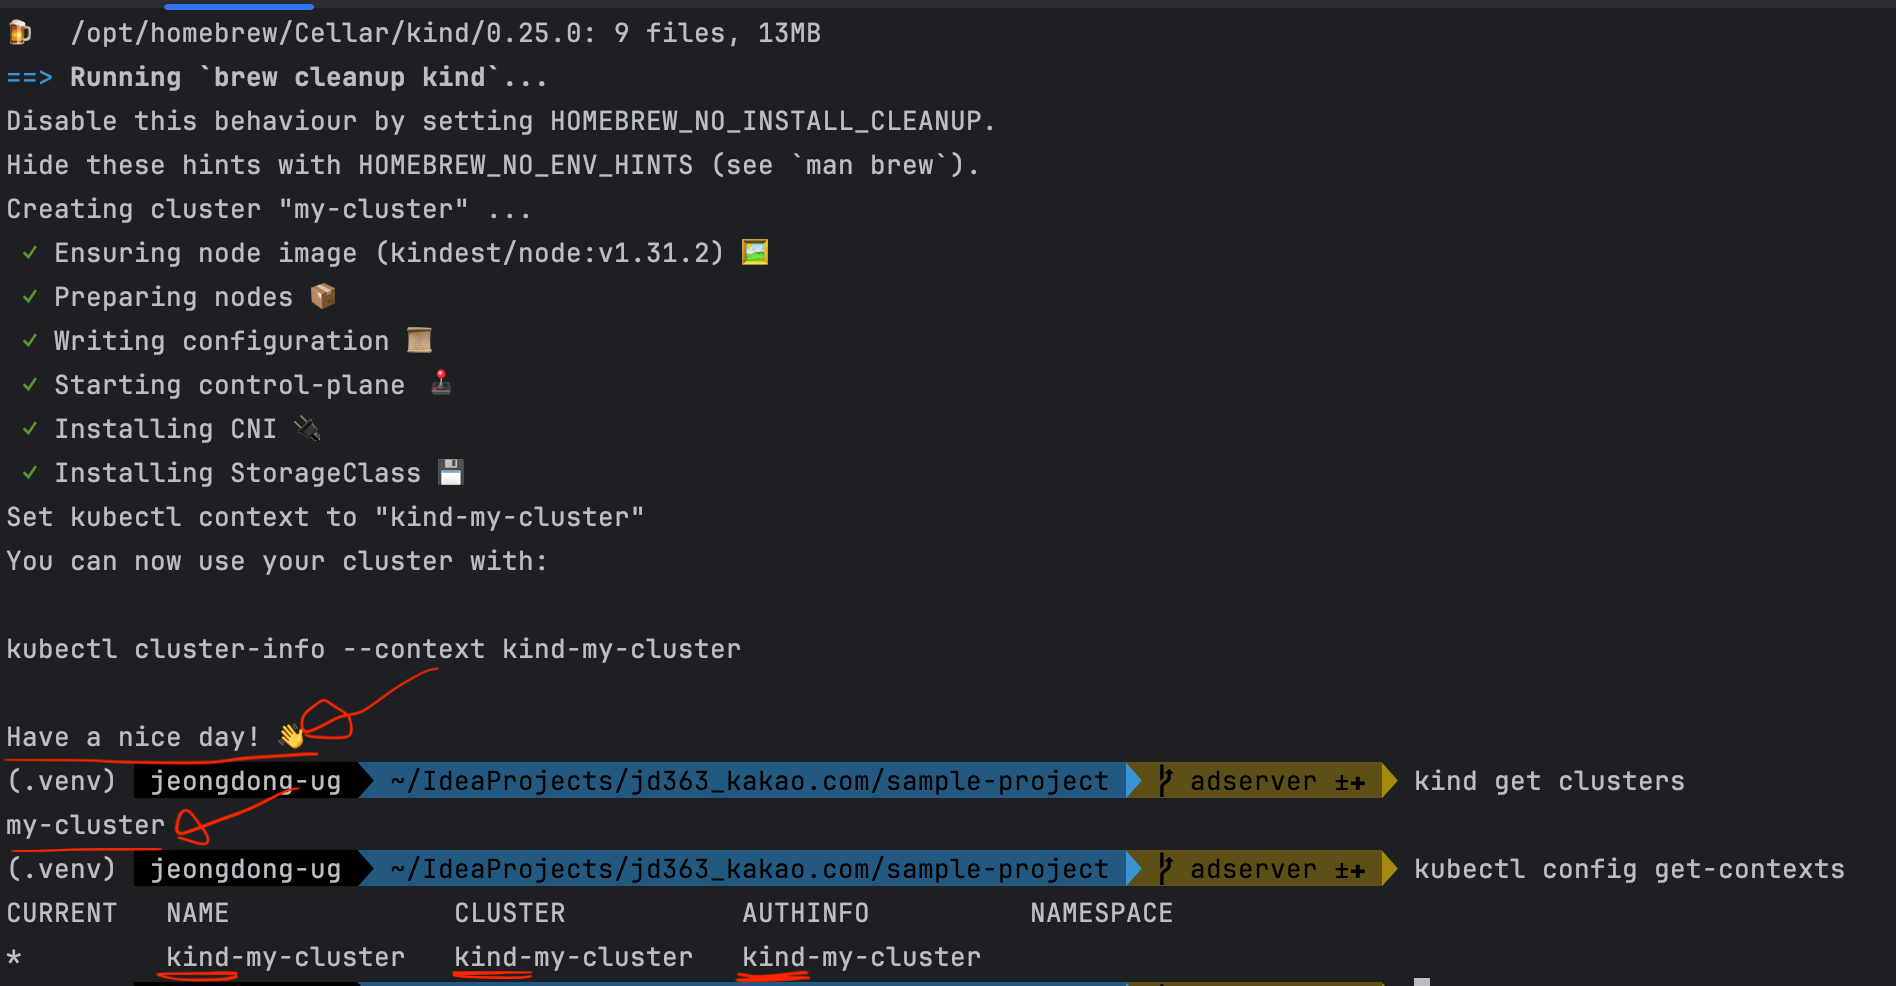 /opt/homebrew/Cellar/kind/0.25.0: 9 files, 13MB
==> Running `brew cleanup kind`...
Disable this behaviour by setting HOMEBREW_NO_INSTALL_CLEANUP.
Hide these hints with HOMEBREW_NO_ENV_HINTS (see `man brew`).
Creating cluster "my-cluster" ...
✓ Ensuring node image (kindest/node:v1.31.2) 🖼
✓ Preparing nodes 📦
✓ Writing configuration 📜
✓ Starting control-plane 🕹
✓ Installing CNI 🔌
✓ Installing StorageClass 💾
Set kubectl context to "kind-my-cluster"
You can now use your cluster with:
kubectl cluster-info --context kind-my-cluster
Have a nice day! 👋
(.venv) jeongdong-ug ~/IdeaProjects/jd363_kakao.com/sample-project adserver ±✚ kind get clusters
my-cluster
(.venv) jeongdong-ug ~/IdeaProjects/jd363_kakao.com/sample-project adserver ±✚ kubectl config get-contexts
CURRENT NAME CLUSTER AUTHINFO NAMESPACE
* kind-my-cluster kind-my-cluster kind-my-cluster